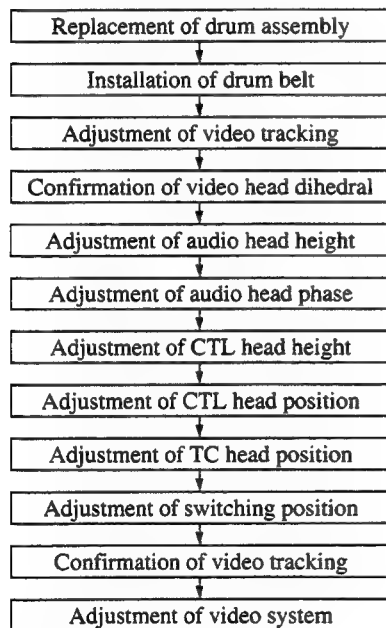 Replacement of drum assembly
Installation of drum belt
Adjustment of video tracking
Confirmation of video head dihedral
Adjustment of audio head height
Adjustment of audio head phase
Adjustment of CTL head height
Adjustment of CTL head position
Adjustment of TC head position
Adjustment of switching position
Confirmation of video tracking
Adjustment of video system